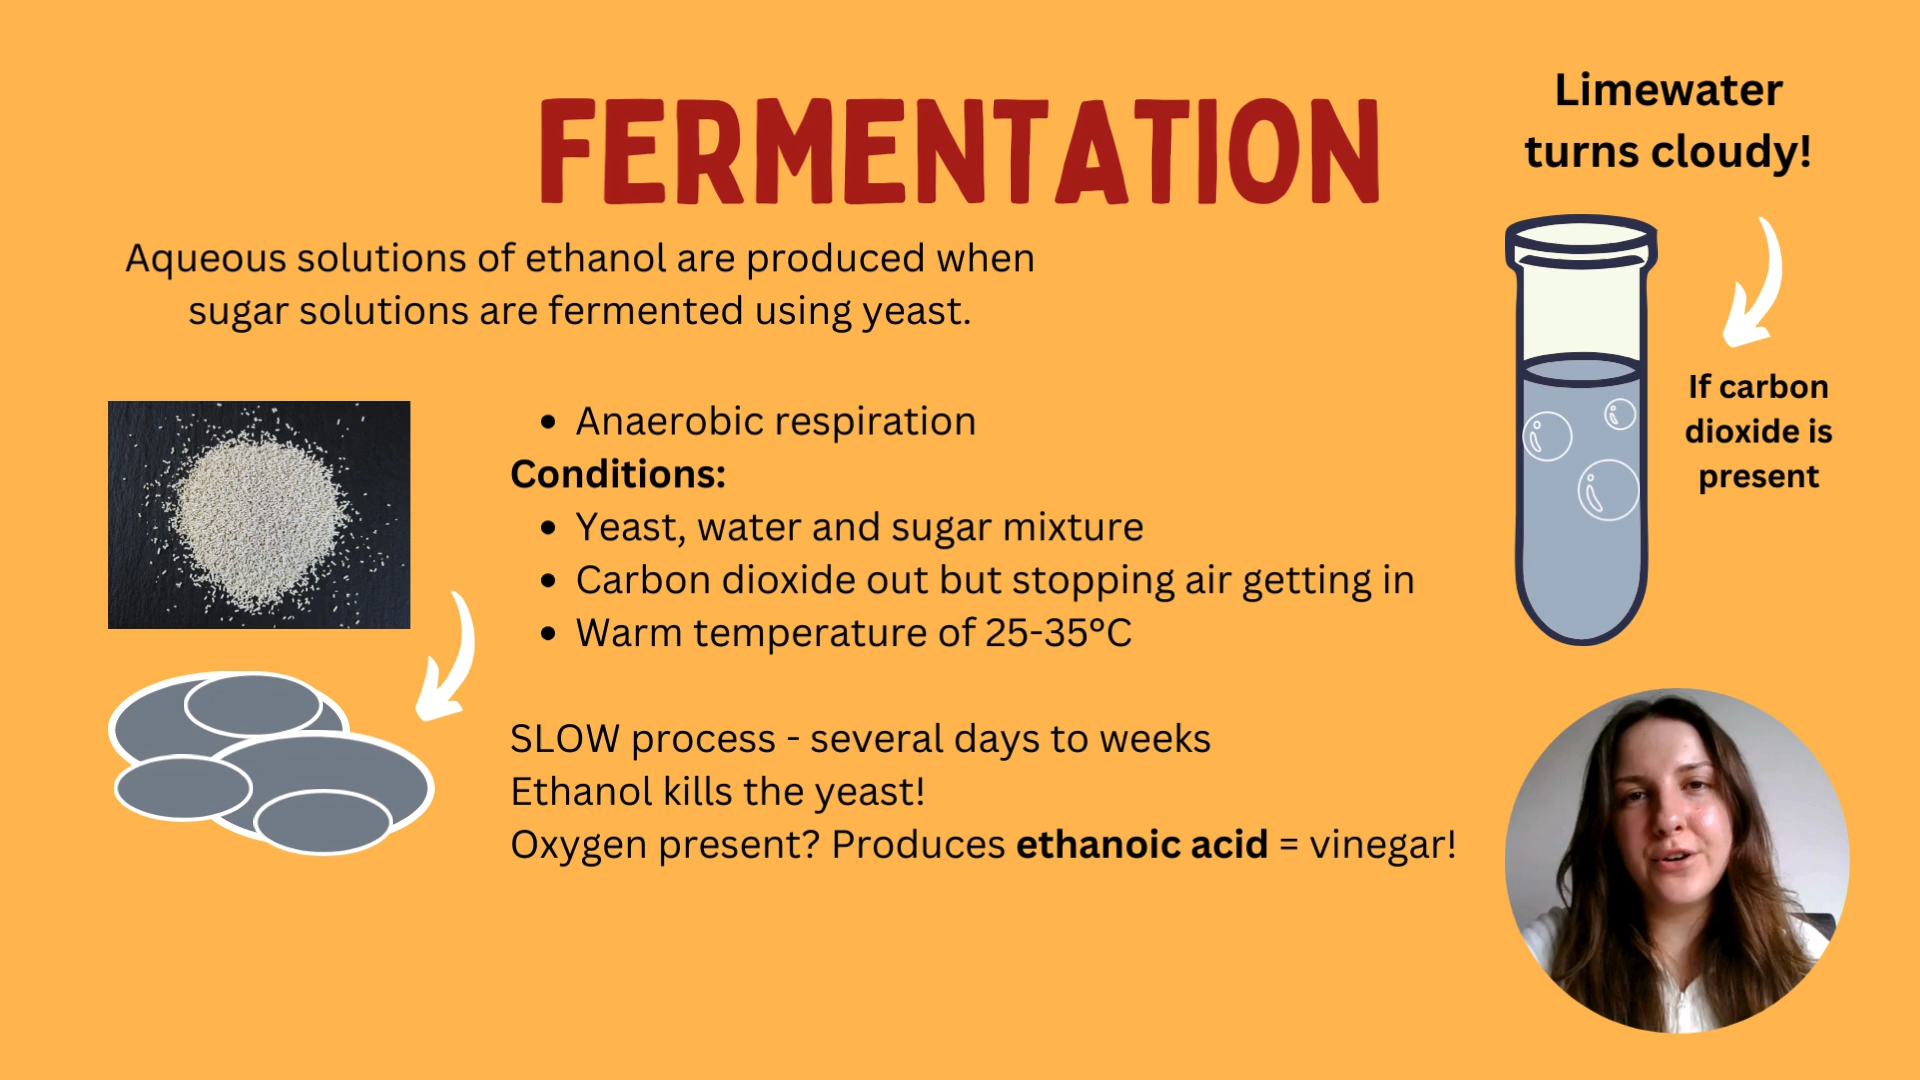 FERMENTATION
Aqueous solutions of ethanol are produced when
sugar solutions are fermented using yeast.
• Anaerobic respiration
Conditions:
• Yeast, water and sugar mixture
• Carbon dioxide out but stopping air getting in
• Warm temperature of 25-35°C
SLOW process - several days to weeks
Ethanol kills the yeast!
Oxygen present? Produces ethanoic acid = vinegar!
Limewater
turns cloudy!
If carbon
dioxide is
present